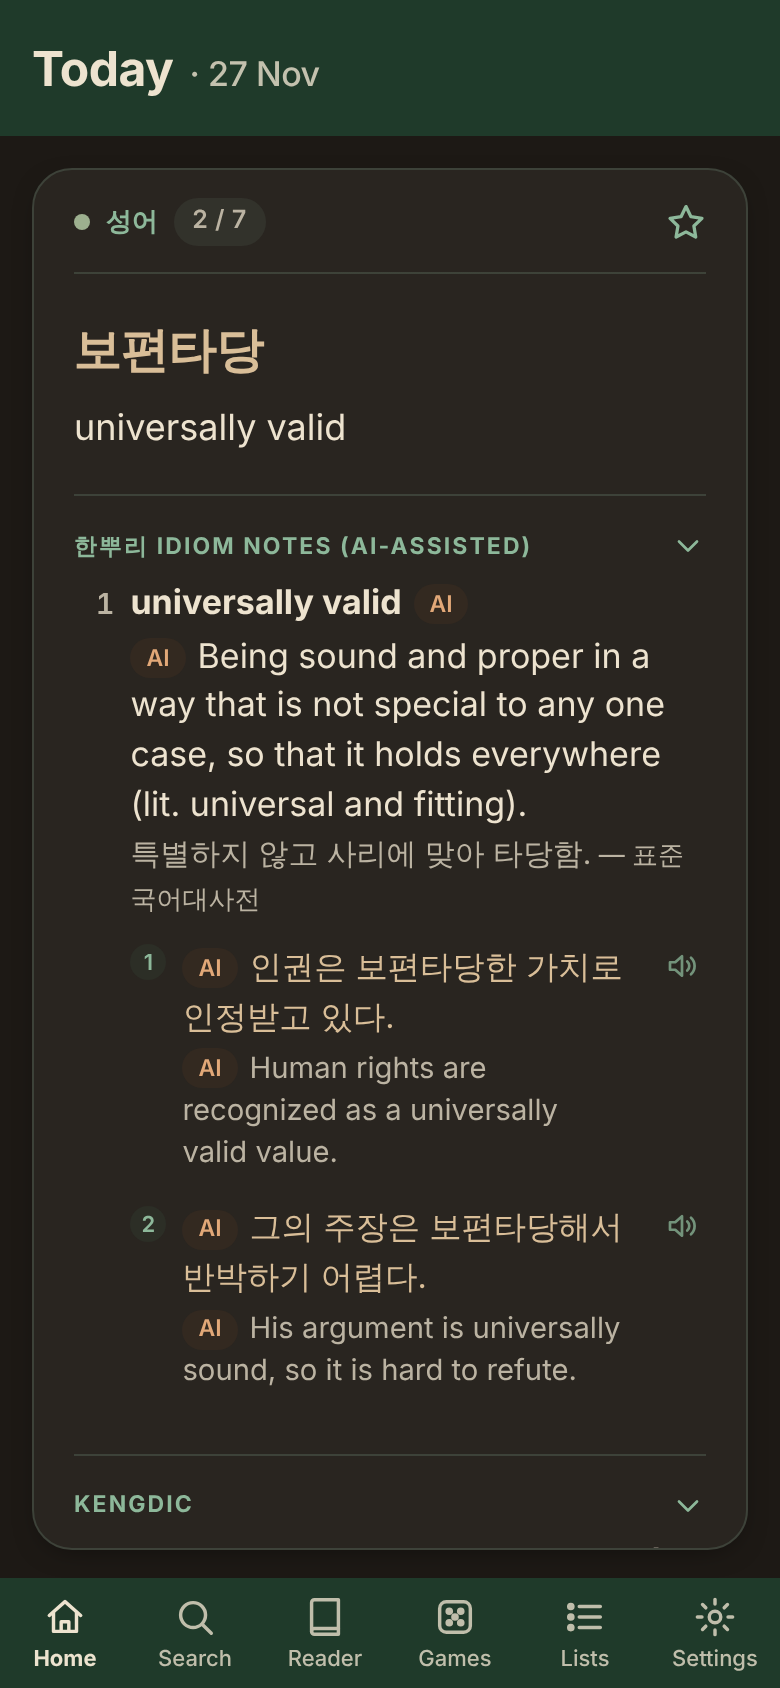 Today · 27 Nov
성어 2 / 7
보편타당
universally valid
한뿌리 IDIOM NOTES (AI-ASSISTED)
1 universally valid AI
AI Being sound and proper in a
way that is not special to any one
case, so that it holds everywhere
(lit. universal and fitting).
특별하지 않고 사리에 맞아 타당함. — 표준
국어대사전
1 AI 인권은 보편타당한 가치로
인정받고 있다.
AI Human rights are
recognized as a universally
valid value.
2 AI 그의 주장은 보편타당해서
반박하기 어렵다.
AI His argument is universally
sound, so it is hard to refute.
KENGDIC
Home Search Reader Games Lists Settings